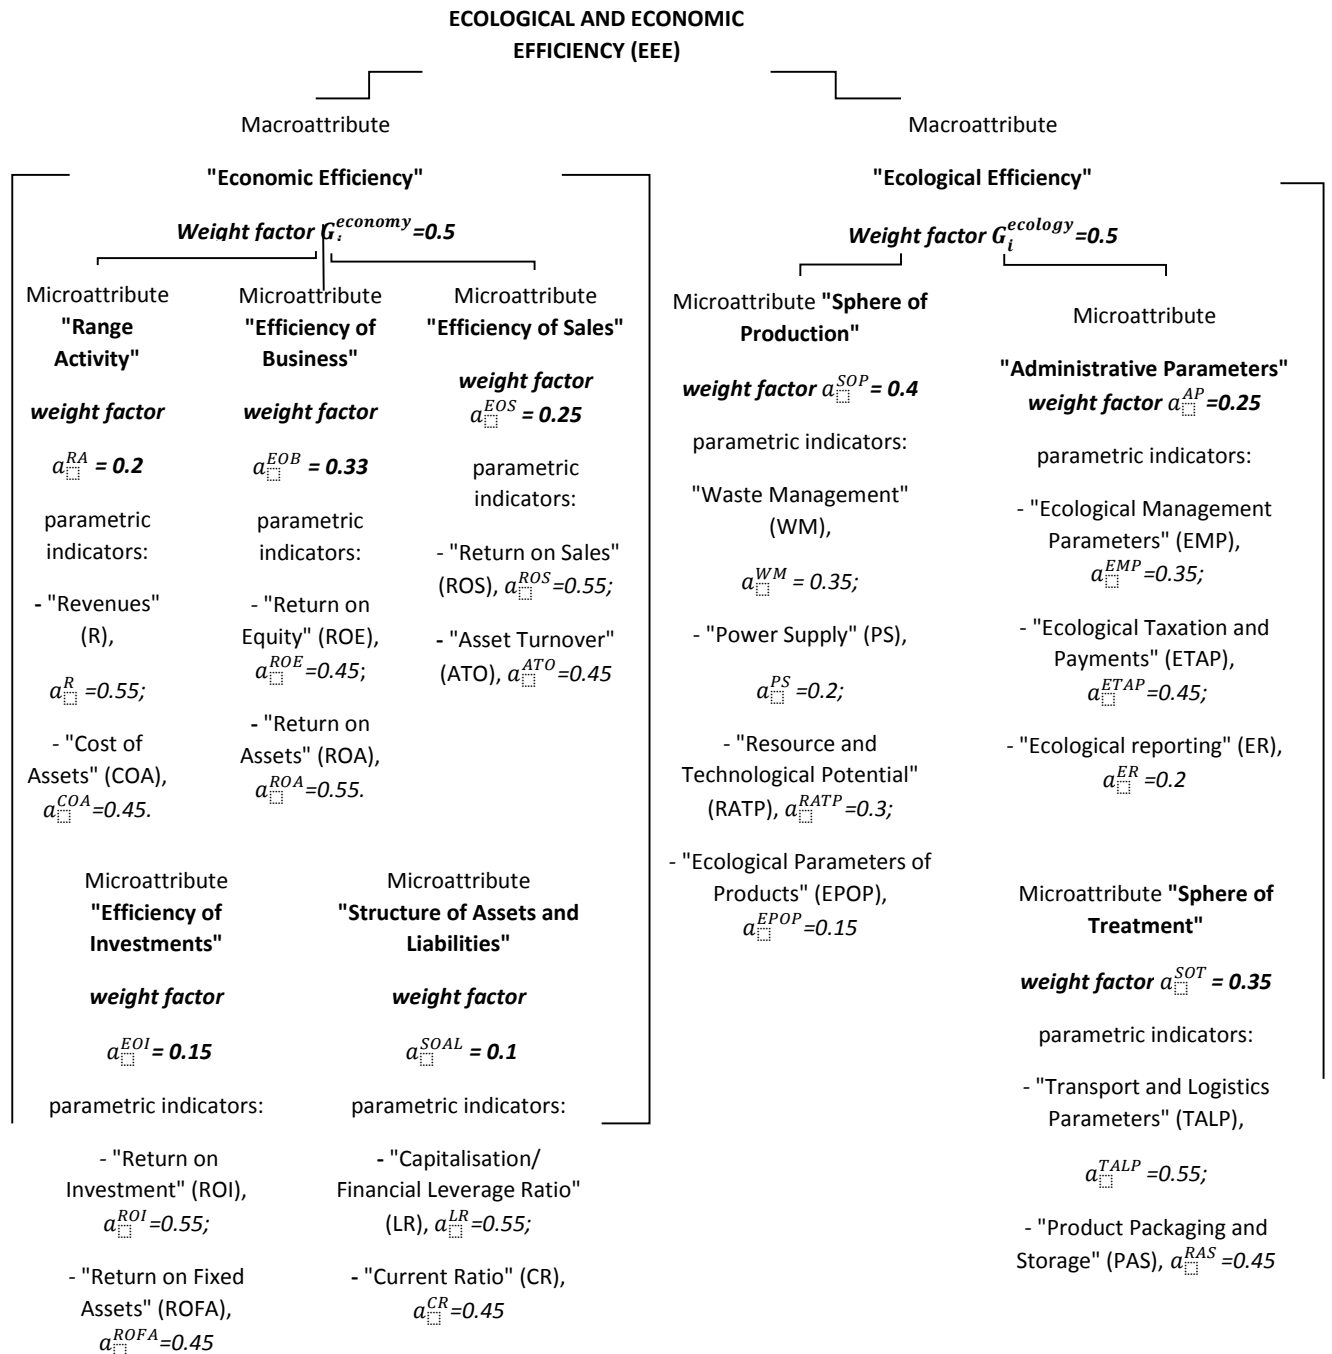 ECOLOGICAL AND ECONOMIC
EFFICIENCY (EEE)
Macroattribute
"Economic Efficiency"
Weight factor G_i^economy=0.5
Microattribute
"Range
Activity"
weight factor
a^RA = 0.2
parametric
indicators:
- "Revenues"
(R),
a^R =0.55;
- "Cost of
Assets" (COA),
a^COA=0.45.
Microattribute
"Efficiency of
Business"
weight factor
a^EOB = 0.33
parametric
indicators:
- "Return on
Equity" (ROE),
a^ROE=0.45;
- "Return on
Assets" (ROA),
a^ROA=0.55.
Microattribute
"Efficiency of Sales"
weight factor
a^EOS = 0.25
parametric
indicators:
- "Return on Sales"
(ROS), a^ROS=0.55;
- "Asset Turnover"
(ATO), a^ATO=0.45
Microattribute
"Efficiency of
Investments"
weight factor
a^EOI= 0.15
parametric indicators:
- "Return on
Investment" (ROI),
a^ROI=0.55;
- "Return on Fixed
Assets" (ROFA),
a^ROFA=0.45
Microattribute
"Structure of Assets and
Liabilities"
weight factor
a^SOAL = 0.1
parametric indicators:
- "Capitalisation/
Financial Leverage Ratio"
(LR), a^LR=0.55;
- "Current Ratio" (CR),
a^CR=0.45
Macroattribute
"Ecological Efficiency"
Weight factor G_i^ecology=0.5
Microattribute "Sphere of
Production"
weight factor a^SOP= 0.4
parametric indicators:
"Waste Management"
(WM),
a^WM = 0.35;
- "Power Supply" (PS),
a^PS =0.2;
- "Resource and
Technological Potential"
(RATP), a^RATP=0.3;
- "Ecological Parameters of
Products" (EPOP),
a^EPOP=0.15
Microattribute
"Administrative Parameters"
weight factor a^AP=0.25
parametric indicators:
- "Ecological Management
Parameters" (EMP),
a^EMP=0.35;
- "Ecological Taxation and
Payments" (ETAP),
a^ETAP=0.45;
- "Ecological reporting" (ER),
a^ER=0.2
Microattribute "Sphere of
Treatment"
weight factor a^SOT = 0.35
parametric indicators:
- "Transport and Logistics
Parameters" (TALP),
a^TALP =0.55;
- "Product Packaging and
Storage" (PAS), a^RAS=0.45